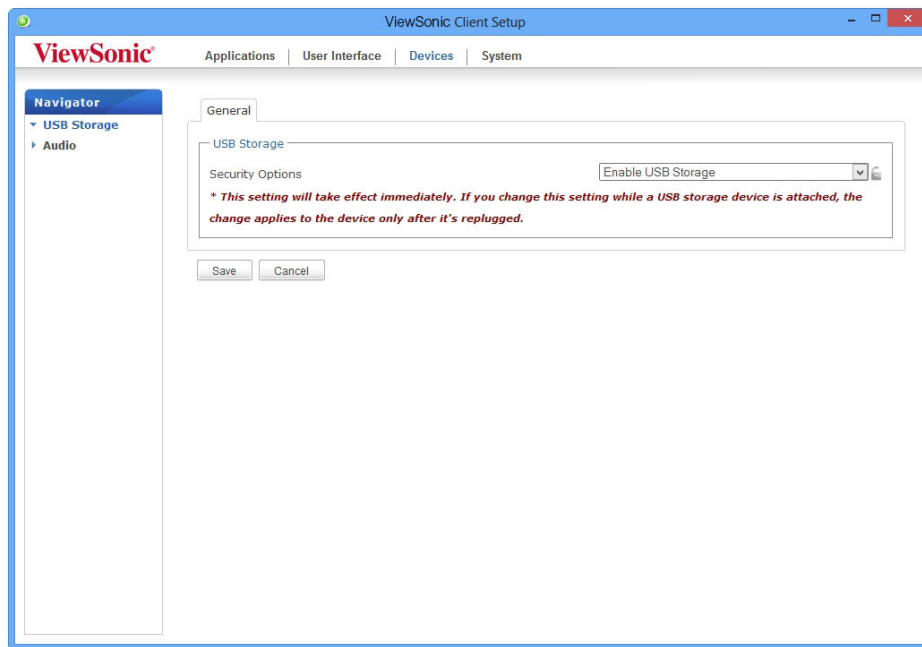 ViewSonic Client Setup
ViewSonic®
Applications | User Interface | Devices | System
Navigator
USB Storage
Audio
General
USB Storage
Security Options
Enable USB Storage
* This setting will take effect immediately. If you change this setting while a USB storage device is attached, the
change applies to the device only after it's replugged.
Save
Cancel